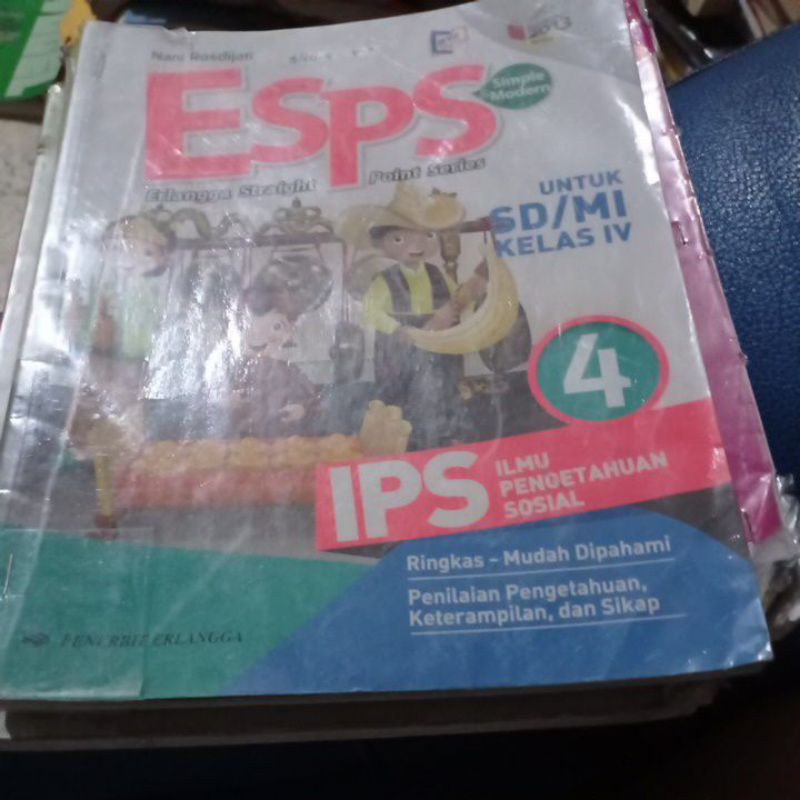 Nani Rosdijati
ESPS
Simple
Modern
Erlangga Straight Point Series
UNTUK
SD/MI
KELAS IV
4
IPS
ILMU
PENGETAHUAN
SOSIAL
Ringkas - Mudah Dipahami
Penilaian Pengetahuan,
Keterampilan, dan Sikap
PENERBIT ERLANGGA